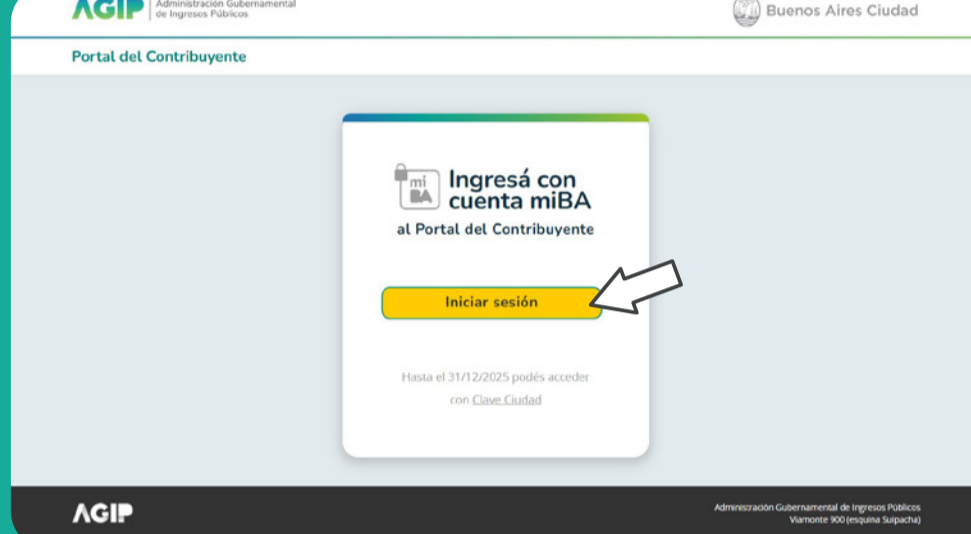 AGIP
Administración Gubernamental
de Ingresos Públicos
Buenos Aires Ciudad
Portal del Contribuyente
mi
BA
Ingresá con
cuenta miBA
al Portal del Contribuyente
Iniciar sesión
Hasta el 31/12/2025 podés acceder
con Clave Ciudad
AGIP
Administración Gubernamental de Ingresos Públicos
Viamonte 900 (esquina Suipacha)